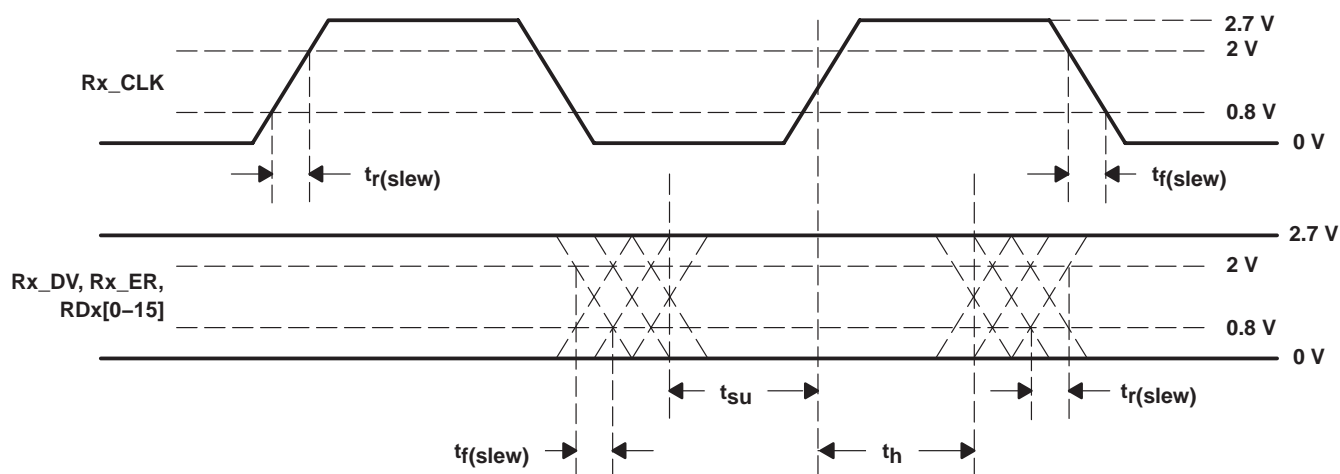 2.7 V
2 V
Rx_CLK
0.8 V
0 V
tr(slew)
tf(slew)
2.7 V
Rx_DV, Rx_ER,
RDx[0–15]
2 V
0.8 V
0 V
tsu
tr(slew)
tf(slew)
th